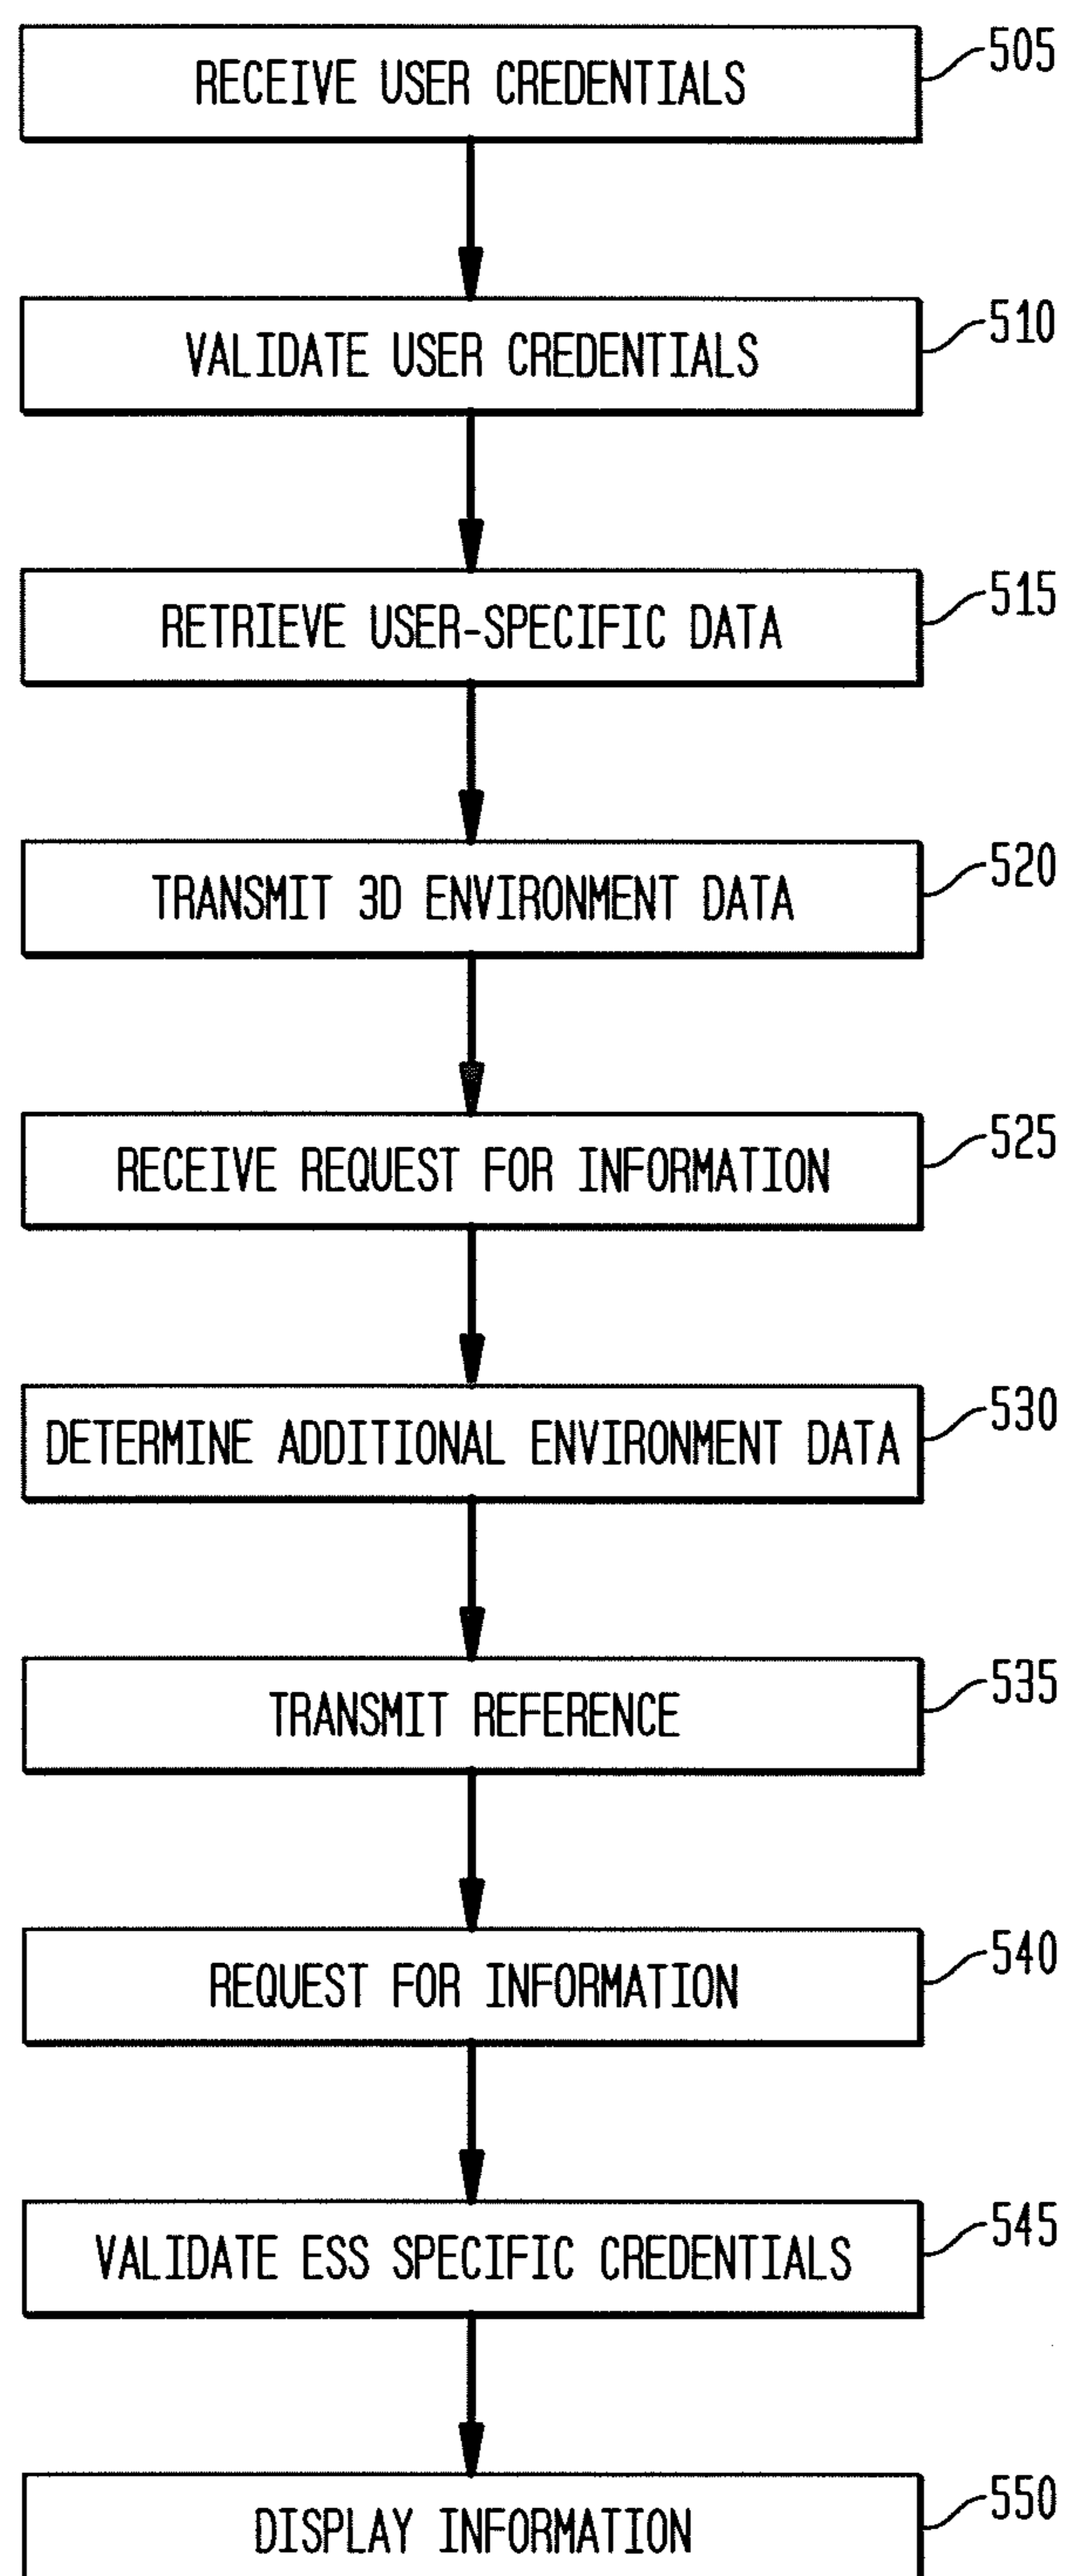 RECEIVE USER CREDENTIALS 505
VALIDATE USER CREDENTIALS 510
RETRIEVE USER-SPECIFIC DATA 515
TRANSMIT 3D ENVIRONMENT DATA 520
RECEIVE REQUEST FOR INFORMATION 525
DETERMINE ADDITIONAL ENVIRONMENT DATA 530
TRANSMIT REFERENCE 535
REQUEST FOR INFORMATION 540
VALIDATE ESS SPECIFIC CREDENTIALS 545
DISPLAY INFORMATION 550